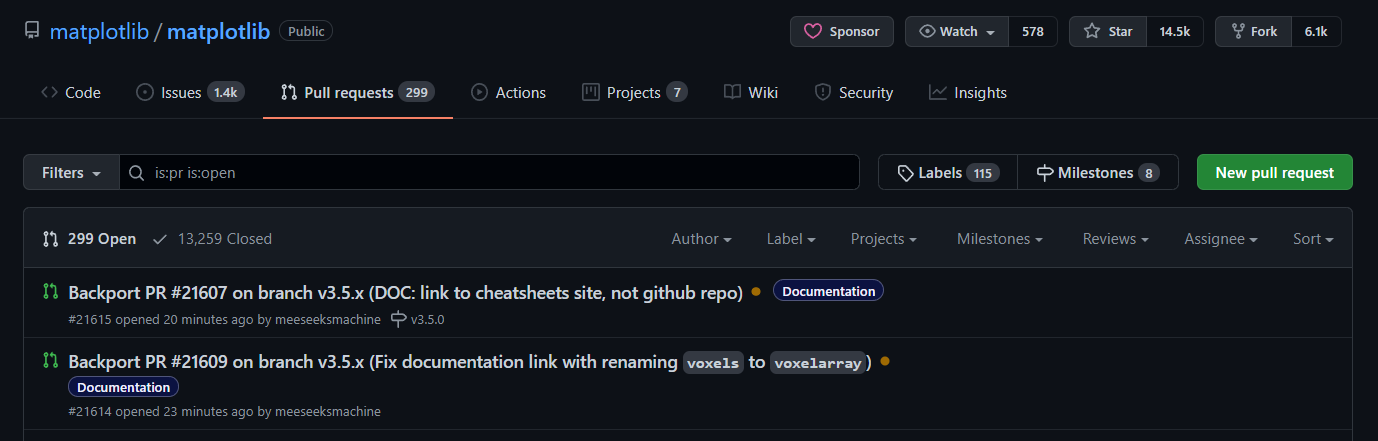 matplotlib / matplotlib Public Sponsor Watch 578 Star 14.5k Fork 6.1k
Code Issues 1.4k Pull requests 299 Actions Projects 7 Wiki Security Insights
Filters is:pr is:open Labels 115 Milestones 8 New pull request
299 Open 13,259 Closed Author Label Projects Milestones Reviews Assignee Sort
Backport PR #21607 on branch v3.5.x (DOC: link to cheatsheets site, not github repo) Documentation
#21615 opened 20 minutes ago by meeseeksmachine v3.5.0
Backport PR #21609 on branch v3.5.x (Fix documentation link with renaming voxels to voxelarray)
Documentation
#21614 opened 23 minutes ago by meeseeksmachine